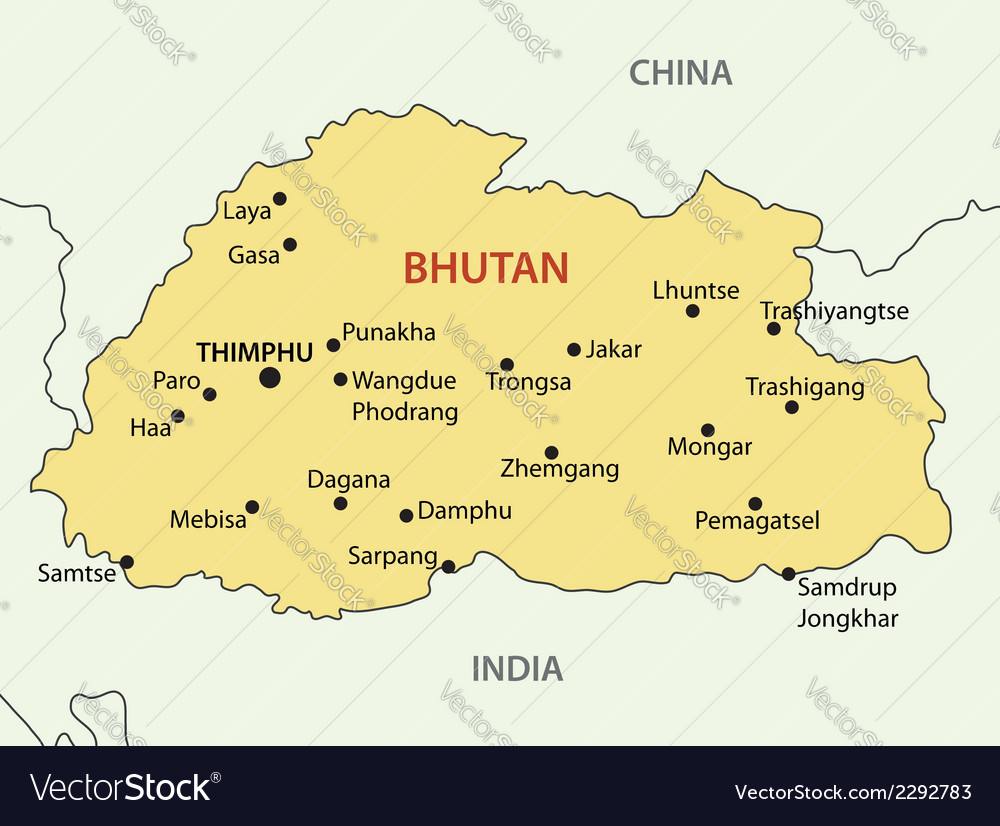 CHINA
Laya
Gasa
BHUTAN
Lhuntse
Trashiyangtse
Punakha
THIMPHU
Jakar
Paro
Wangdue
Phodrang
Trongsa
Trashigang
Haa
Mongar
Zhemgang
Dagana
Mebisa
Damphu
Pemagatsel
Sarpang
Samtse
Samdrup
Jongkhar
INDIA
VectorStock®
VectorStock.com/2292783